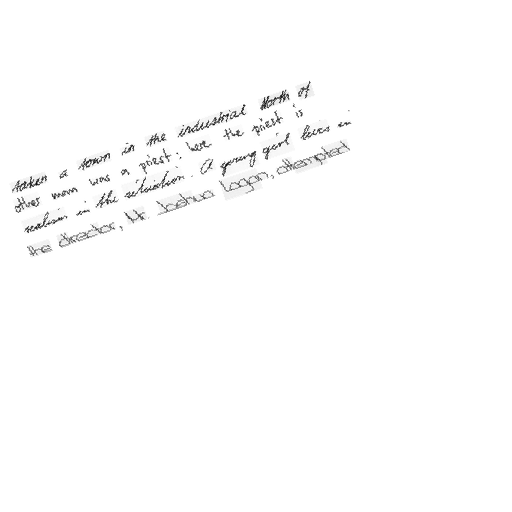 taken a town in the industrial North of
other man was a priest: here the priest is
realism in the situation. A young girl lives in
the director, Mr. Joshua Logan, attempted